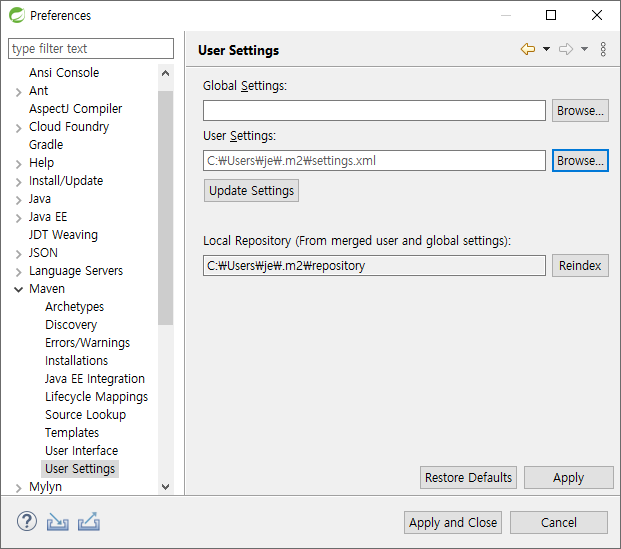 Preferences
type filter text
Ansi Console
Ant
AspectJ Compiler
Cloud Foundry
Gradle
Help
Install/Update
Java
Java EE
JDT Weaving
JSON
Language Servers
Maven
Archetypes
Discovery
Errors/Warnings
Installations
Java EE Integration
Lifecycle Mappings
Source Lookup
Templates
User Interface
User Settings
Mylyn
User Settings
Global Settings:
Browse...
User Settings:
C:₩Users₩je₩.m2₩settings.xml
Browse...
Update Settings
Local Repository (From merged user and global settings):
C:₩Users₩je₩.m2₩repository
Reindex
Restore Defaults
Apply
?
Apply and Close
Cancel